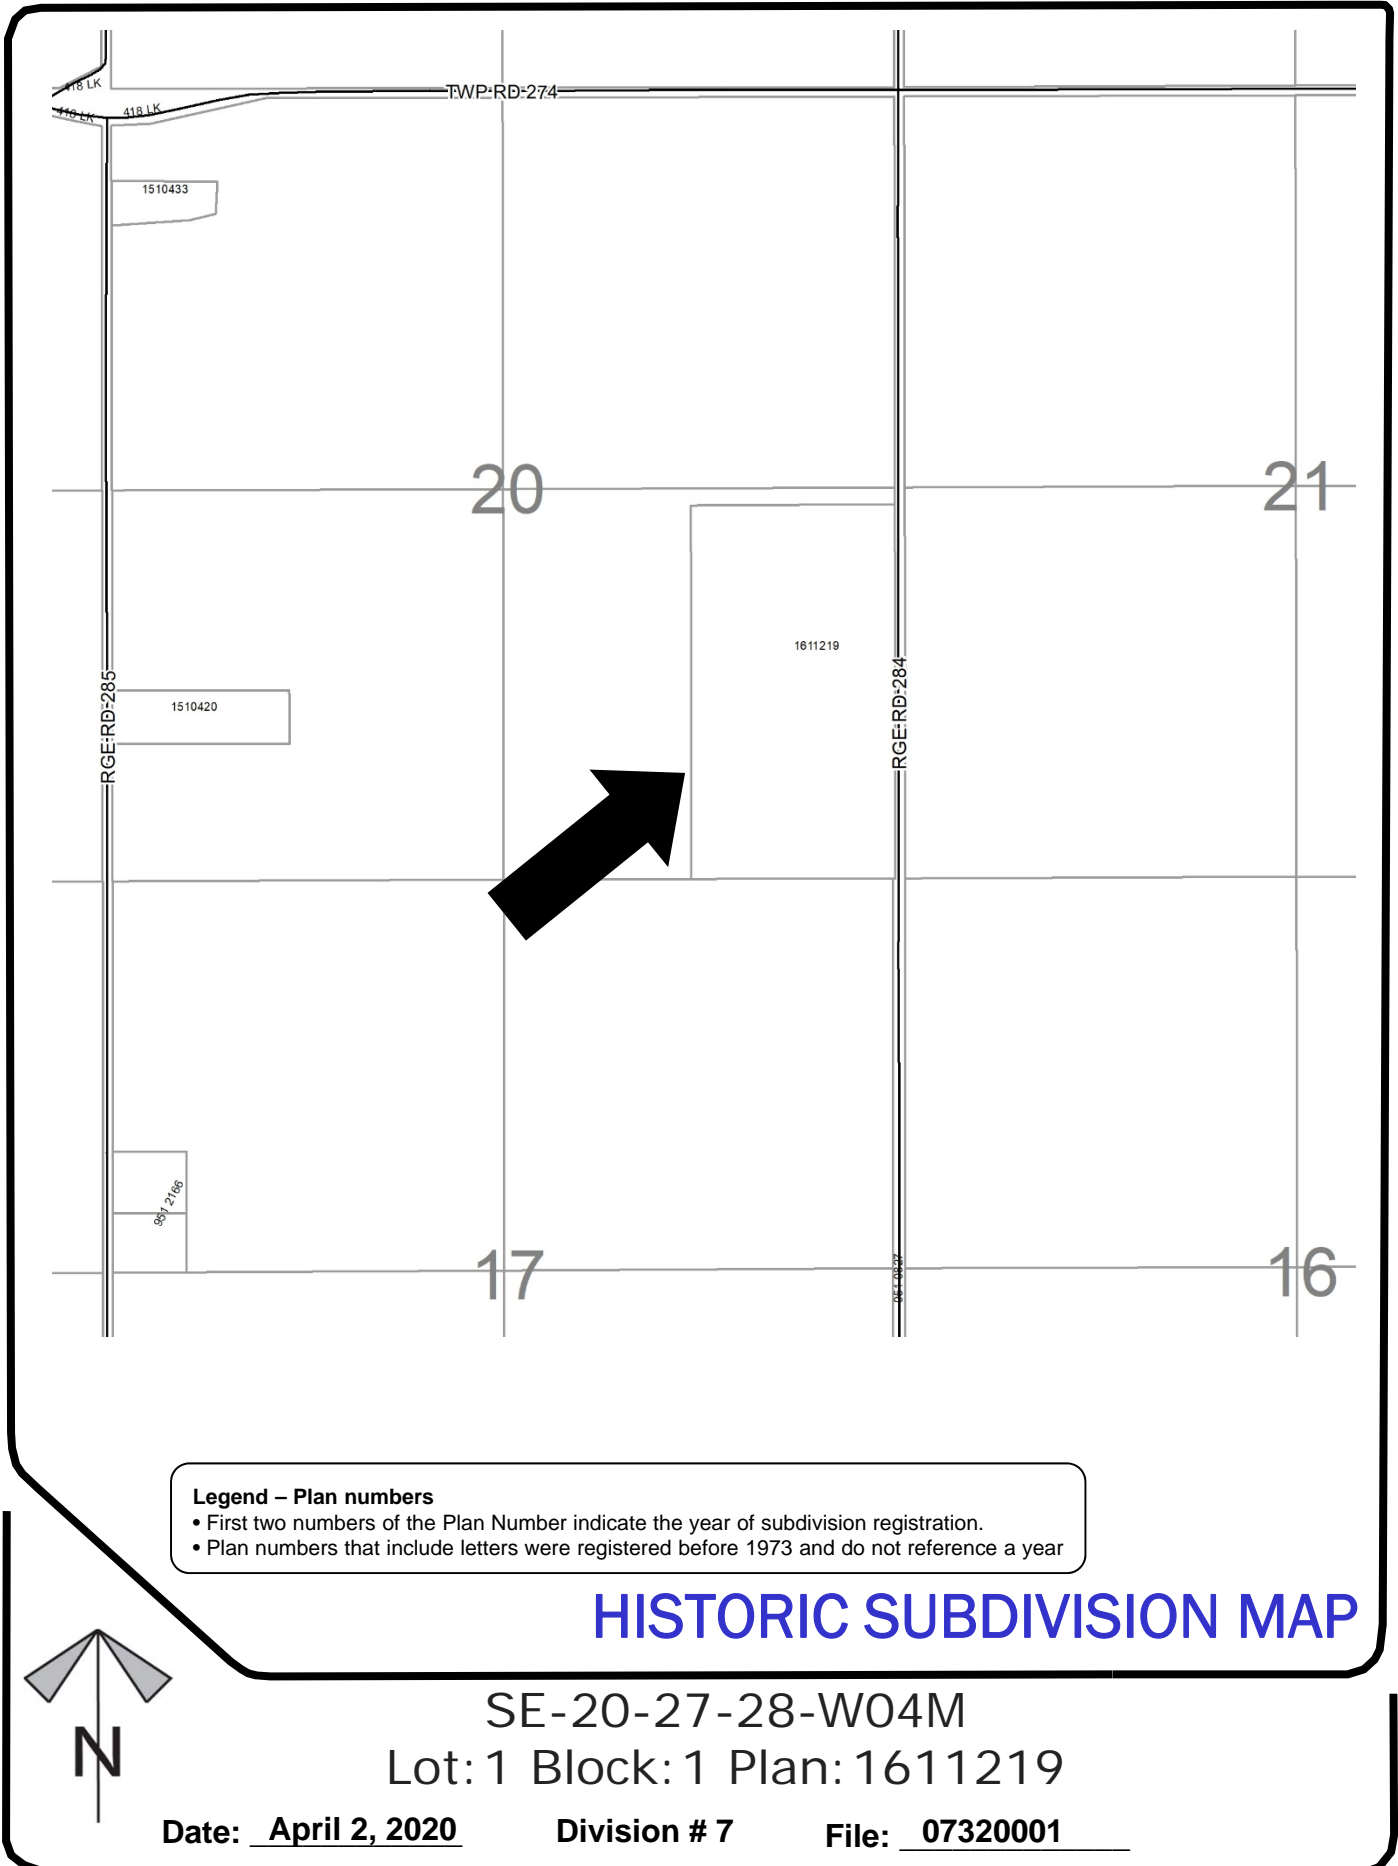 418 LK
TWP RD 274
418 LK
418 LK
1510433
20
21
1611219
RGE RD 285
RGE RD 284
1510420
951 2166
17
951 0827
16
Legend – Plan numbers
• First two numbers of the Plan Number indicate the year of subdivision registration.
• Plan numbers that include letters were registered before 1973 and do not reference a year
HISTORIC SUBDIVISION MAP
N
SE-20-27-28-W04M
Lot:1 Block:1 Plan:1611219
Date: April 2, 2020 Division # 7 File: 07320001